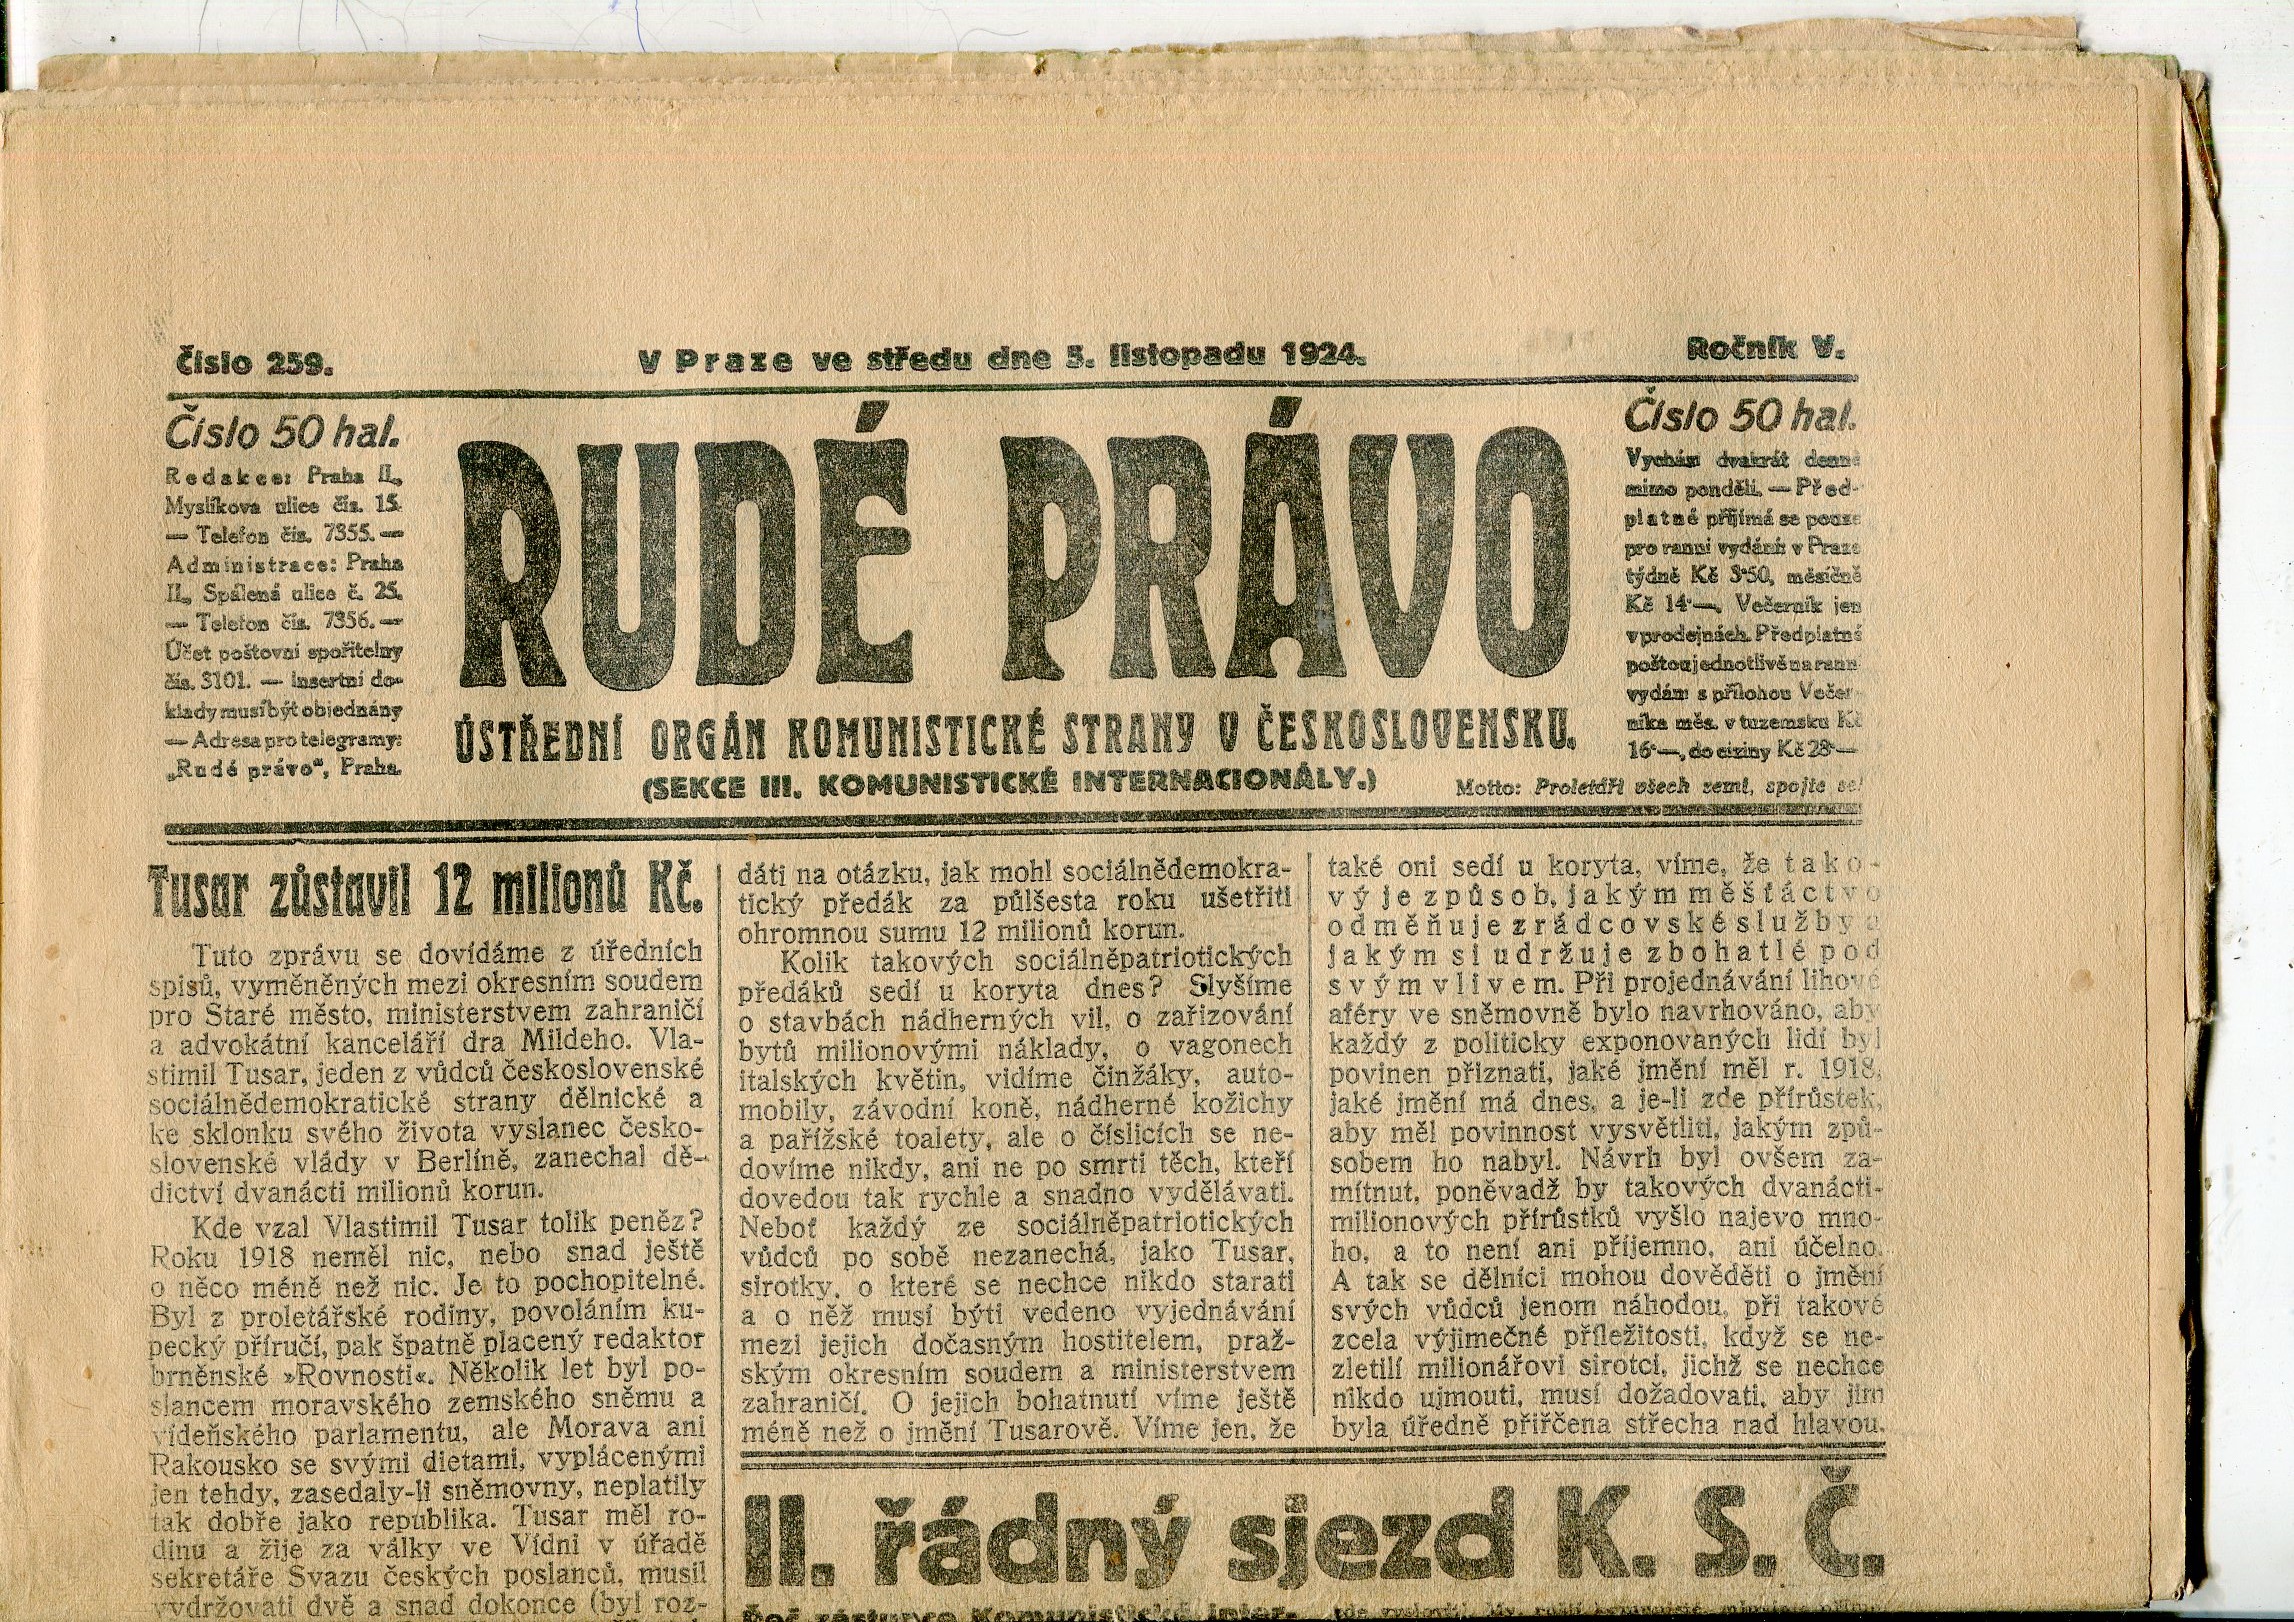 Číslo 259.
V Praze ve středu dne 5. listopadu 1924.
Ročník V.
Číslo 50 hal.
Redakce: Praha II.,
Myslíkova ulice čís. 15.
— Telefon čís. 7355. —
Administrace: Praha
II., Spálená ulice č. 25.
— Telefon čís. 7356. —
Účet poštovní spořitelny
čís. 3101. — Insertní do-
klady musí být objednány
— Adresa pro telegramy:
„Rudé právo“, Praha.
RUDÉ PRÁVO
ÚSTŘEDNÍ ORGÁN KOMUNISTICKÉ STRANY V ČESKOSLOVENSKU.
(SEKCE III. KOMUNISTICKÉ INTERNACIONÁLY.)
Číslo 50 hal.
Vychází dvakrát denně
mimo pondělí. — Před-
platné přijímá se pouze
pro ranní vydání: v Praze
týdně Kč 3·50, měsíčně
Kč 14·—, Večerník jen
v prodejnách. Předplatné
poštou jednotlivě na ranní
vydání s přílohou Večer-
níka měs. v tuzemsku Kč
16·—, do ciziny Kč 28·—
Motto: Proletáři všech zemí, spojte se!
Tusar zůstavil 12 milionů Kč.
Tuto zprávu se dovídáme z úředních
spisů, vyměněných mezi okresním soudem
pro Staré město, ministerstvem zahraničí
a advokátní kanceláří dra Mildeho. Vla-
stimil Tusar, jeden z vůdců československé
sociálnědemokratické strany dělnické a
ke sklonku svého života vyslanec česko-
slovenské vlády v Berlíně, zanechal dě-
dictví dvanácti milionů korun.
Kde vzal Vlastimil Tusar tolik peněz?
Roku 1918 neměl nic, nebo snad ještě
o něco méně než nic. Je to pochopitelné.
Byl z proletářské rodiny, povoláním ku-
pecký příručí, pak špatně placený redaktor
brněnské »Rovnosti«. Několik let byl po-
slancem moravského zemského sněmu a
vídeňského parlamentu, ale Morava ani
Rakousko se svými dietami, vyplácenými
jen tehdy, zasedaly-li sněmovny, neplatily
tak dobře jako republika. Tusar měl ro-
dinu a žije za války ve Vídni v úřadě
sekretáře Svazu českých poslanců, musil
vydržovati dvě a snad dokonce (byl roz-
dáti na otázku, jak mohl sociálnědemokra-
tický předák za půlšesta roku ušetřiti
ohromnou sumu 12 milionů korun.
Kolik takových sociálněpatriotických
předáků sedí u koryta dnes? Slyšíme
o stavbách nádherných vil, o zařizování
bytů milionovými náklady, o vagonech
italských květin, vidíme činžáky, auto-
mobily, závodní koně, nádherné kožichy
a pařížské toalety, ale o číslicích se ne-
dovíme nikdy, ani ne po smrti těch, kteří
dovedou tak rychle a snadno vydělávati.
Neboť každý ze sociálněpatriotických
vůdců po sobě nezanechá, jako Tusar,
sirotky, o které se nechce nikdo starati
a o něž musí býti vedeno vyjednávání
mezi jejich dočasným hostitelem, praž-
ským okresním soudem a ministerstvem
zahraničí. O jejich bohatnutí víme ještě
méně než o jmění Tusarově. Víme jen, že
také oni sedí u koryta, víme, že tako-
vý je způsob, jakým měšťáctvo
odměňuje zrádcovské služby a
jakým si udržuje zbohatlé pod
svým vlivem. Při projednávání lihové
aféry ve sněmovně bylo navrhováno, aby
každý z politicky exponovaných lidí byl
povinen přiznati, jaké jmění měl r. 1918,
jaké jmění má dnes, a je-li zde přírůstek,
aby měl povinnost vysvětliti, jakým způ-
sobem ho nabyl. Návrh byl ovšem za-
mítnut, poněvadž by takových dvanácti-
milionových přírůstků vyšlo najevo mno-
ho, a to není ani příjemno, ani účelno.
A tak se dělníci mohou dověděti o jmění
svých vůdců jenom náhodou, při takové
zcela výjimečné příležitosti, když se ne-
zletilí milionářovi sirotci, jichž se nechce
nikdo ujmouti, musí dožadovati, aby jim
byla úředně přiřčena střecha nad hlavou.
II. řádný sjezd K. S. Č.